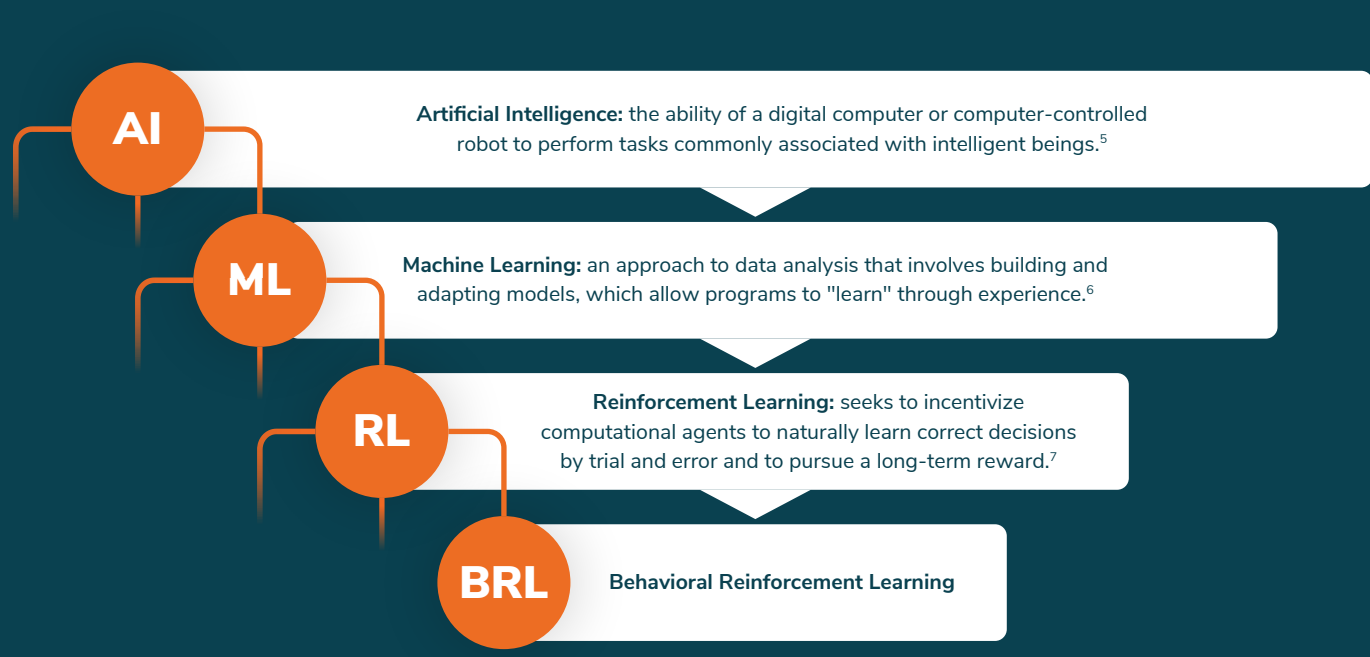 AI
Artificial Intelligence: the ability of a digital computer or computer-controlled
robot to perform tasks commonly associated with intelligent beings.5
ML
Machine Learning: an approach to data analysis that involves building and
adapting models, which allow programs to "learn" through experience.6
RL
Reinforcement Learning: seeks to incentivize
computational agents to naturally learn correct decisions
by trial and error and to pursue a long-term reward.7
BRL
Behavioral Reinforcement Learning